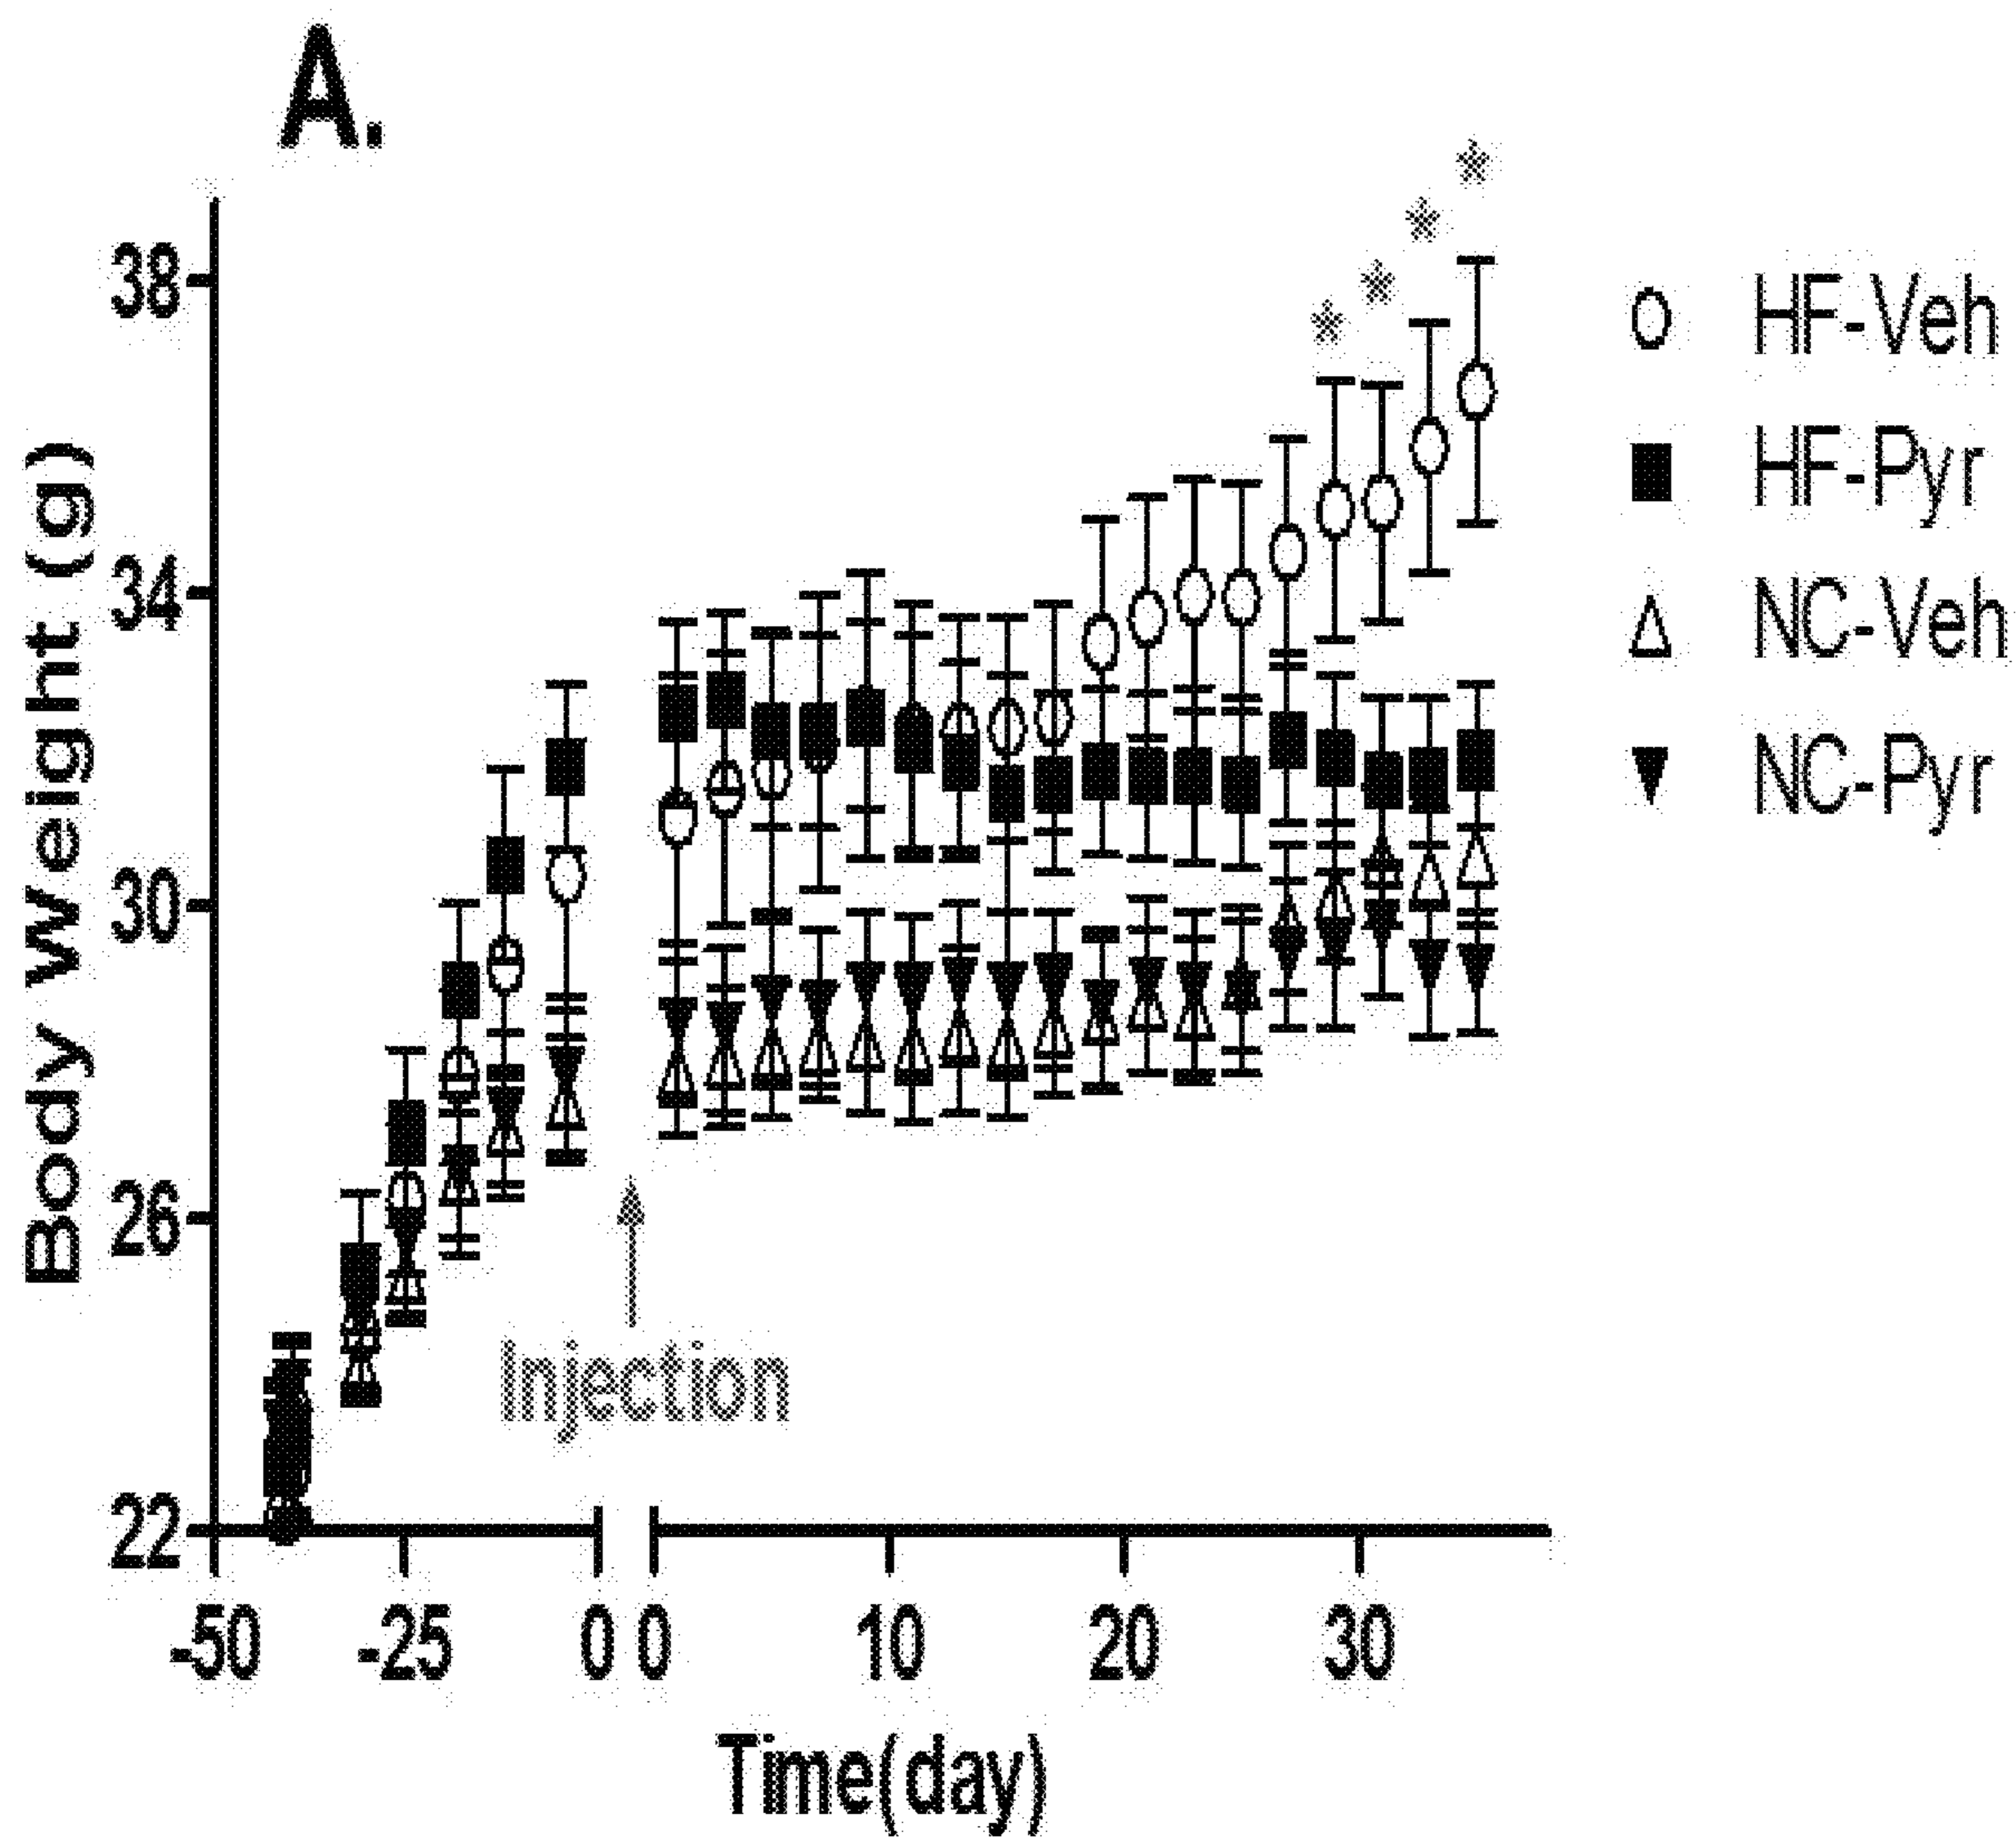 A.
38
34
30
26
22
Body Weight (g)
* * * *
HF-Veh
HF-Pyr
NC-Veh
NC-Pyr
Injection
-50 -25 0 0 10 20 30
Time(day)